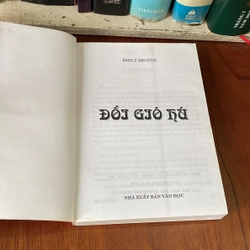 EMILY BRONTE
ĐỒI GIÓ HÚ
NHÀ XUẤT BẢN VĂN HỌC